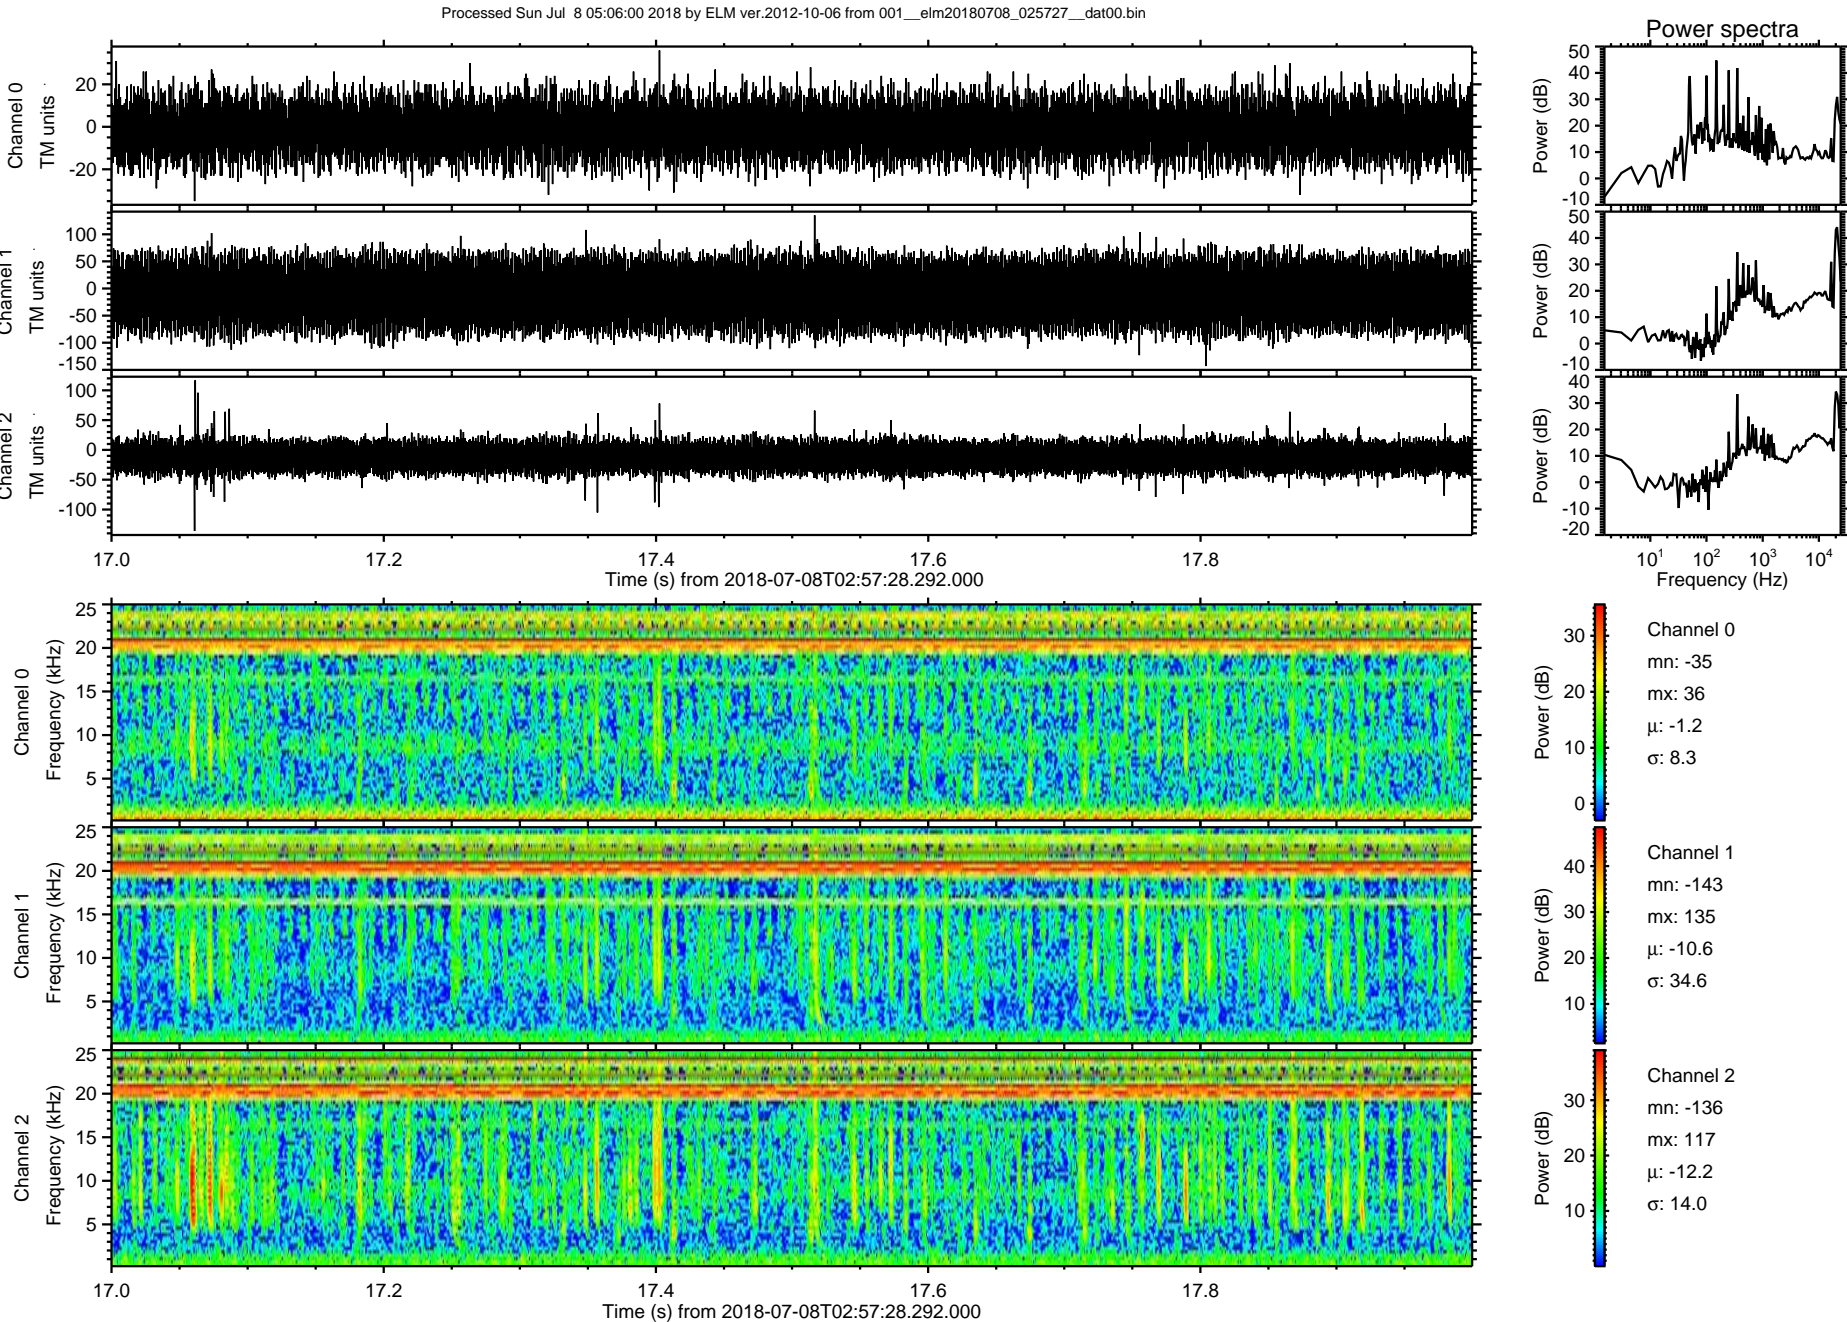 Processed Sun Jul  8 05:06:00 2018 by ELM ver.2012-10-06 from 001__elm20180708_025727__dat00.bin
Power spectra
Channel 0
TM units
20
0
-20
Power (dB)
50
40
30
20
10
0
-10
Channel 1
TM units
100
50
0
-50
-100
-150
Power (dB)
50
40
30
20
10
0
-10
Channel 2
TM units
100
50
0
-50
-100
Power (dB)
40
30
20
10
0
-10
-20
17.0 17.2 17.4 17.6 17.8
Time (s) from 2018-07-08T02:57:28.292.000
10^1 10^2 10^3 10^4
Frequency (Hz)
Channel 0
Frequency (kHz)
25
20
15
10
5
Power (dB)
30
20
10
0
Channel 0
mn: -35
mx: 36
μ: -1.2
σ: 8.3
Channel 1
Frequency (kHz)
25
20
15
10
5
Power (dB)
40
30
20
10
Channel 1
mn: -143
mx: 135
μ: -10.6
σ: 34.6
Channel 2
Frequency (kHz)
25
20
15
10
5
Power (dB)
30
20
10
Channel 2
mn: -136
mx: 117
μ: -12.2
σ: 14.0
17.0 17.2 17.4 17.6 17.8
Time (s) from 2018-07-08T02:57:28.292.000